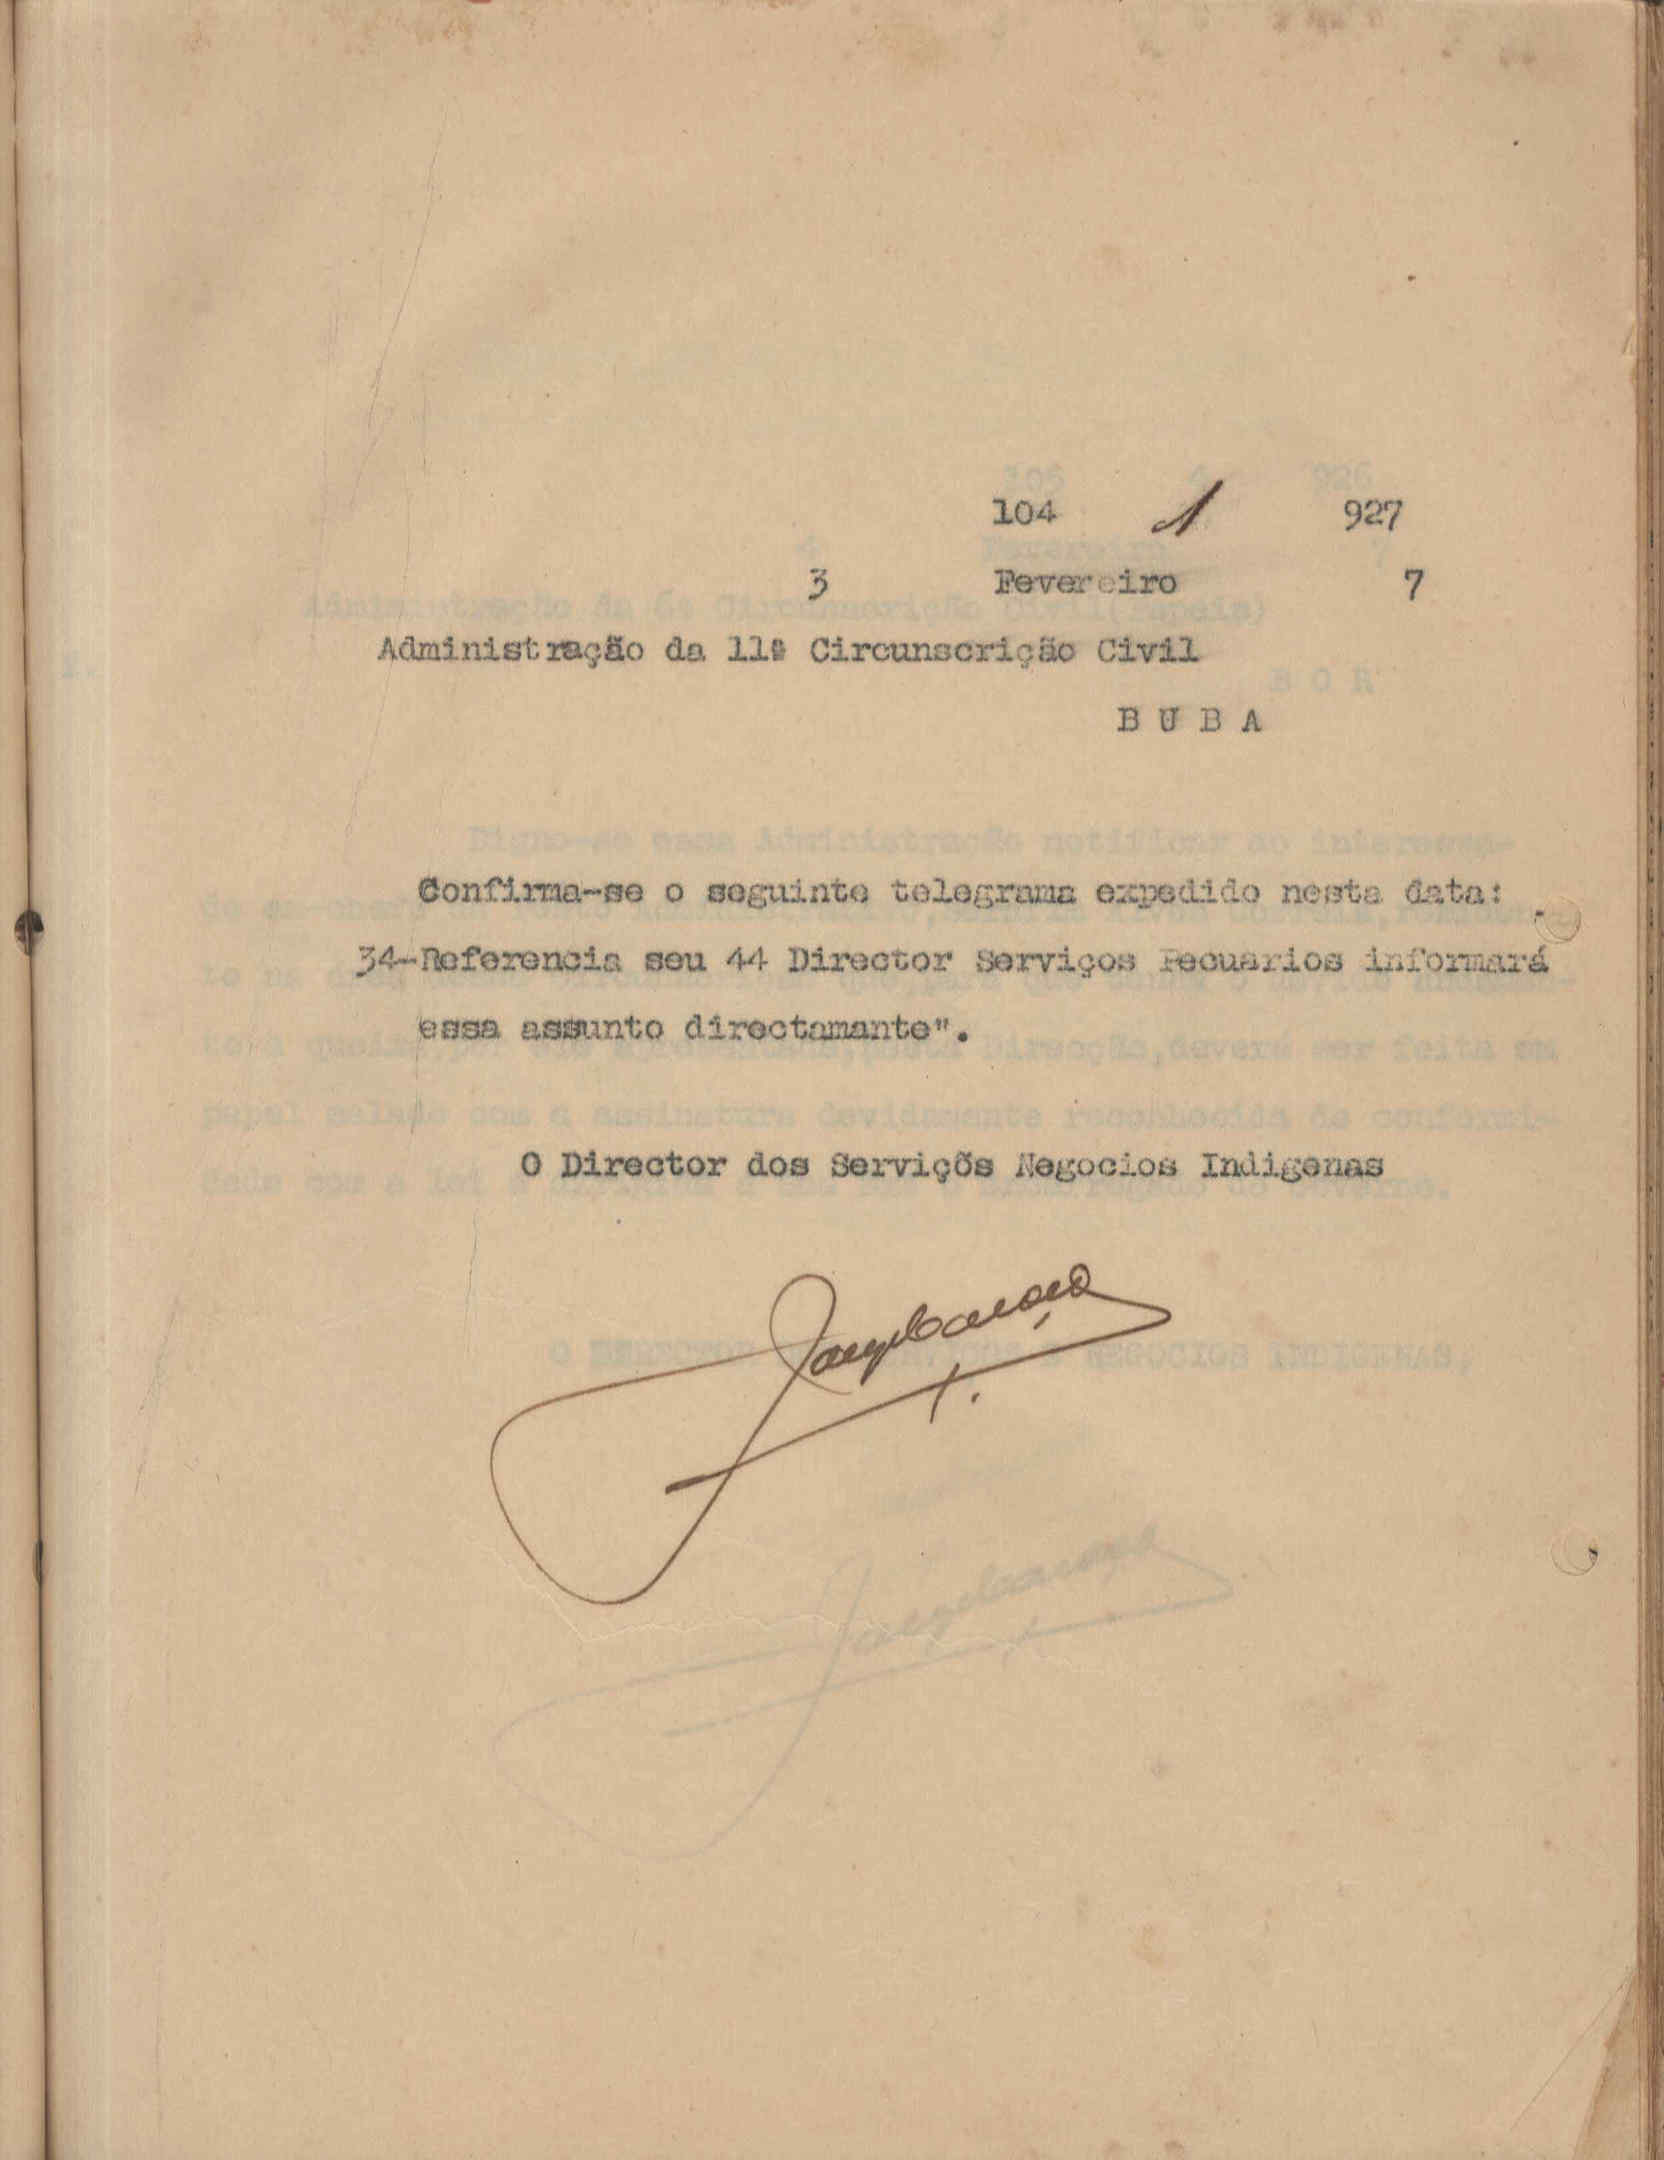 104 1 927
3 Fevereiro 7
Administração da 11ª Circunscrição Civil
B U B A
Confirma-se o seguinte telegrama expedido nesta data:
34-Referencia seu 44 Director Serviços Pecuarios informará
essa assunto directamante".
O Director dos Serviçõs Negocios Indigenas